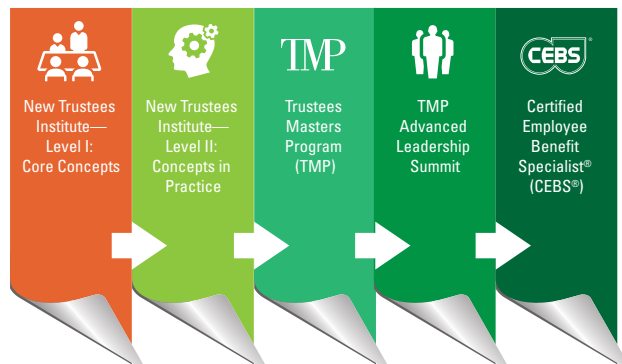 New Trustees
Institute—
Level I:
Core Concepts
New Trustees
Institute—
Level II:
Concepts in
Practice
TMP
Trustees
Masters
Program
(TMP)
TMP
Advanced
Leadership
Summit
CEBS®
Certified
Employee
Benefit
Specialist®
(CEBS®)